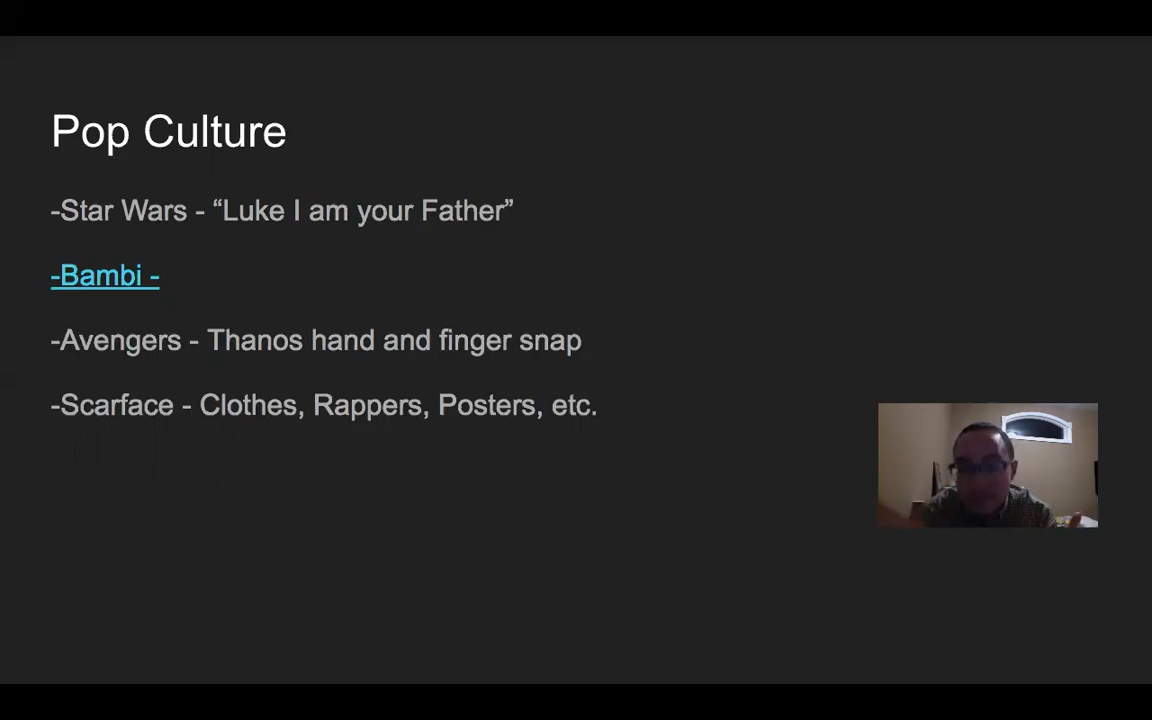 Pop Culture
-Star Wars - “Luke I am your Father”
-Bambi -
-Avengers - Thanos hand and finger snap
-Scarface - Clothes, Rappers, Posters, etc.